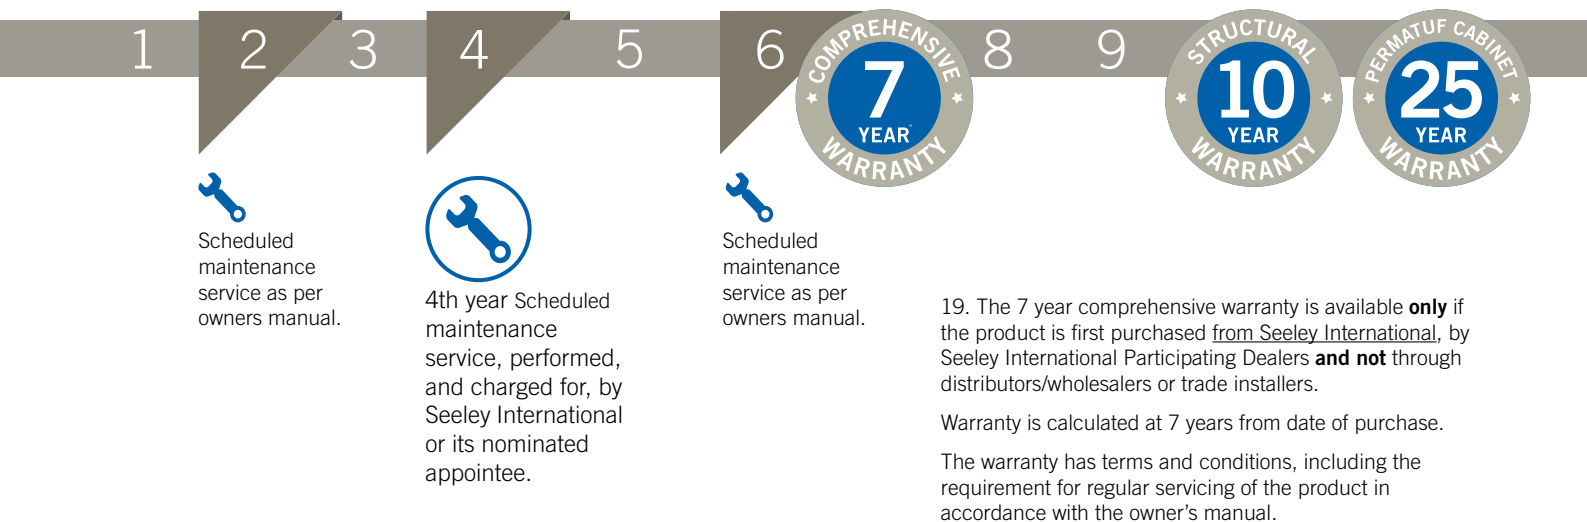 1 2 3 4 5 6 8 9
COMPREHENSIVE
7
YEAR*
WARRANTY
STRUCTURAL
10
YEAR
WARRANTY
PERMATUF CABINET
25
YEAR
WARRANTY
Scheduled
maintenance
service as per
owners manual.
4th year Scheduled
maintenance
service, performed,
and charged for, by
Seeley International
or its nominated
appointee.
Scheduled
maintenance
service as per
owners manual.
19. The 7 year comprehensive warranty is available only if
the product is first purchased from Seeley International, by
Seeley International Participating Dealers and not through
distributors/wholesalers or trade installers.
Warranty is calculated at 7 years from date of purchase.
The warranty has terms and conditions, including the
requirement for regular servicing of the product in
accordance with the owner's manual.